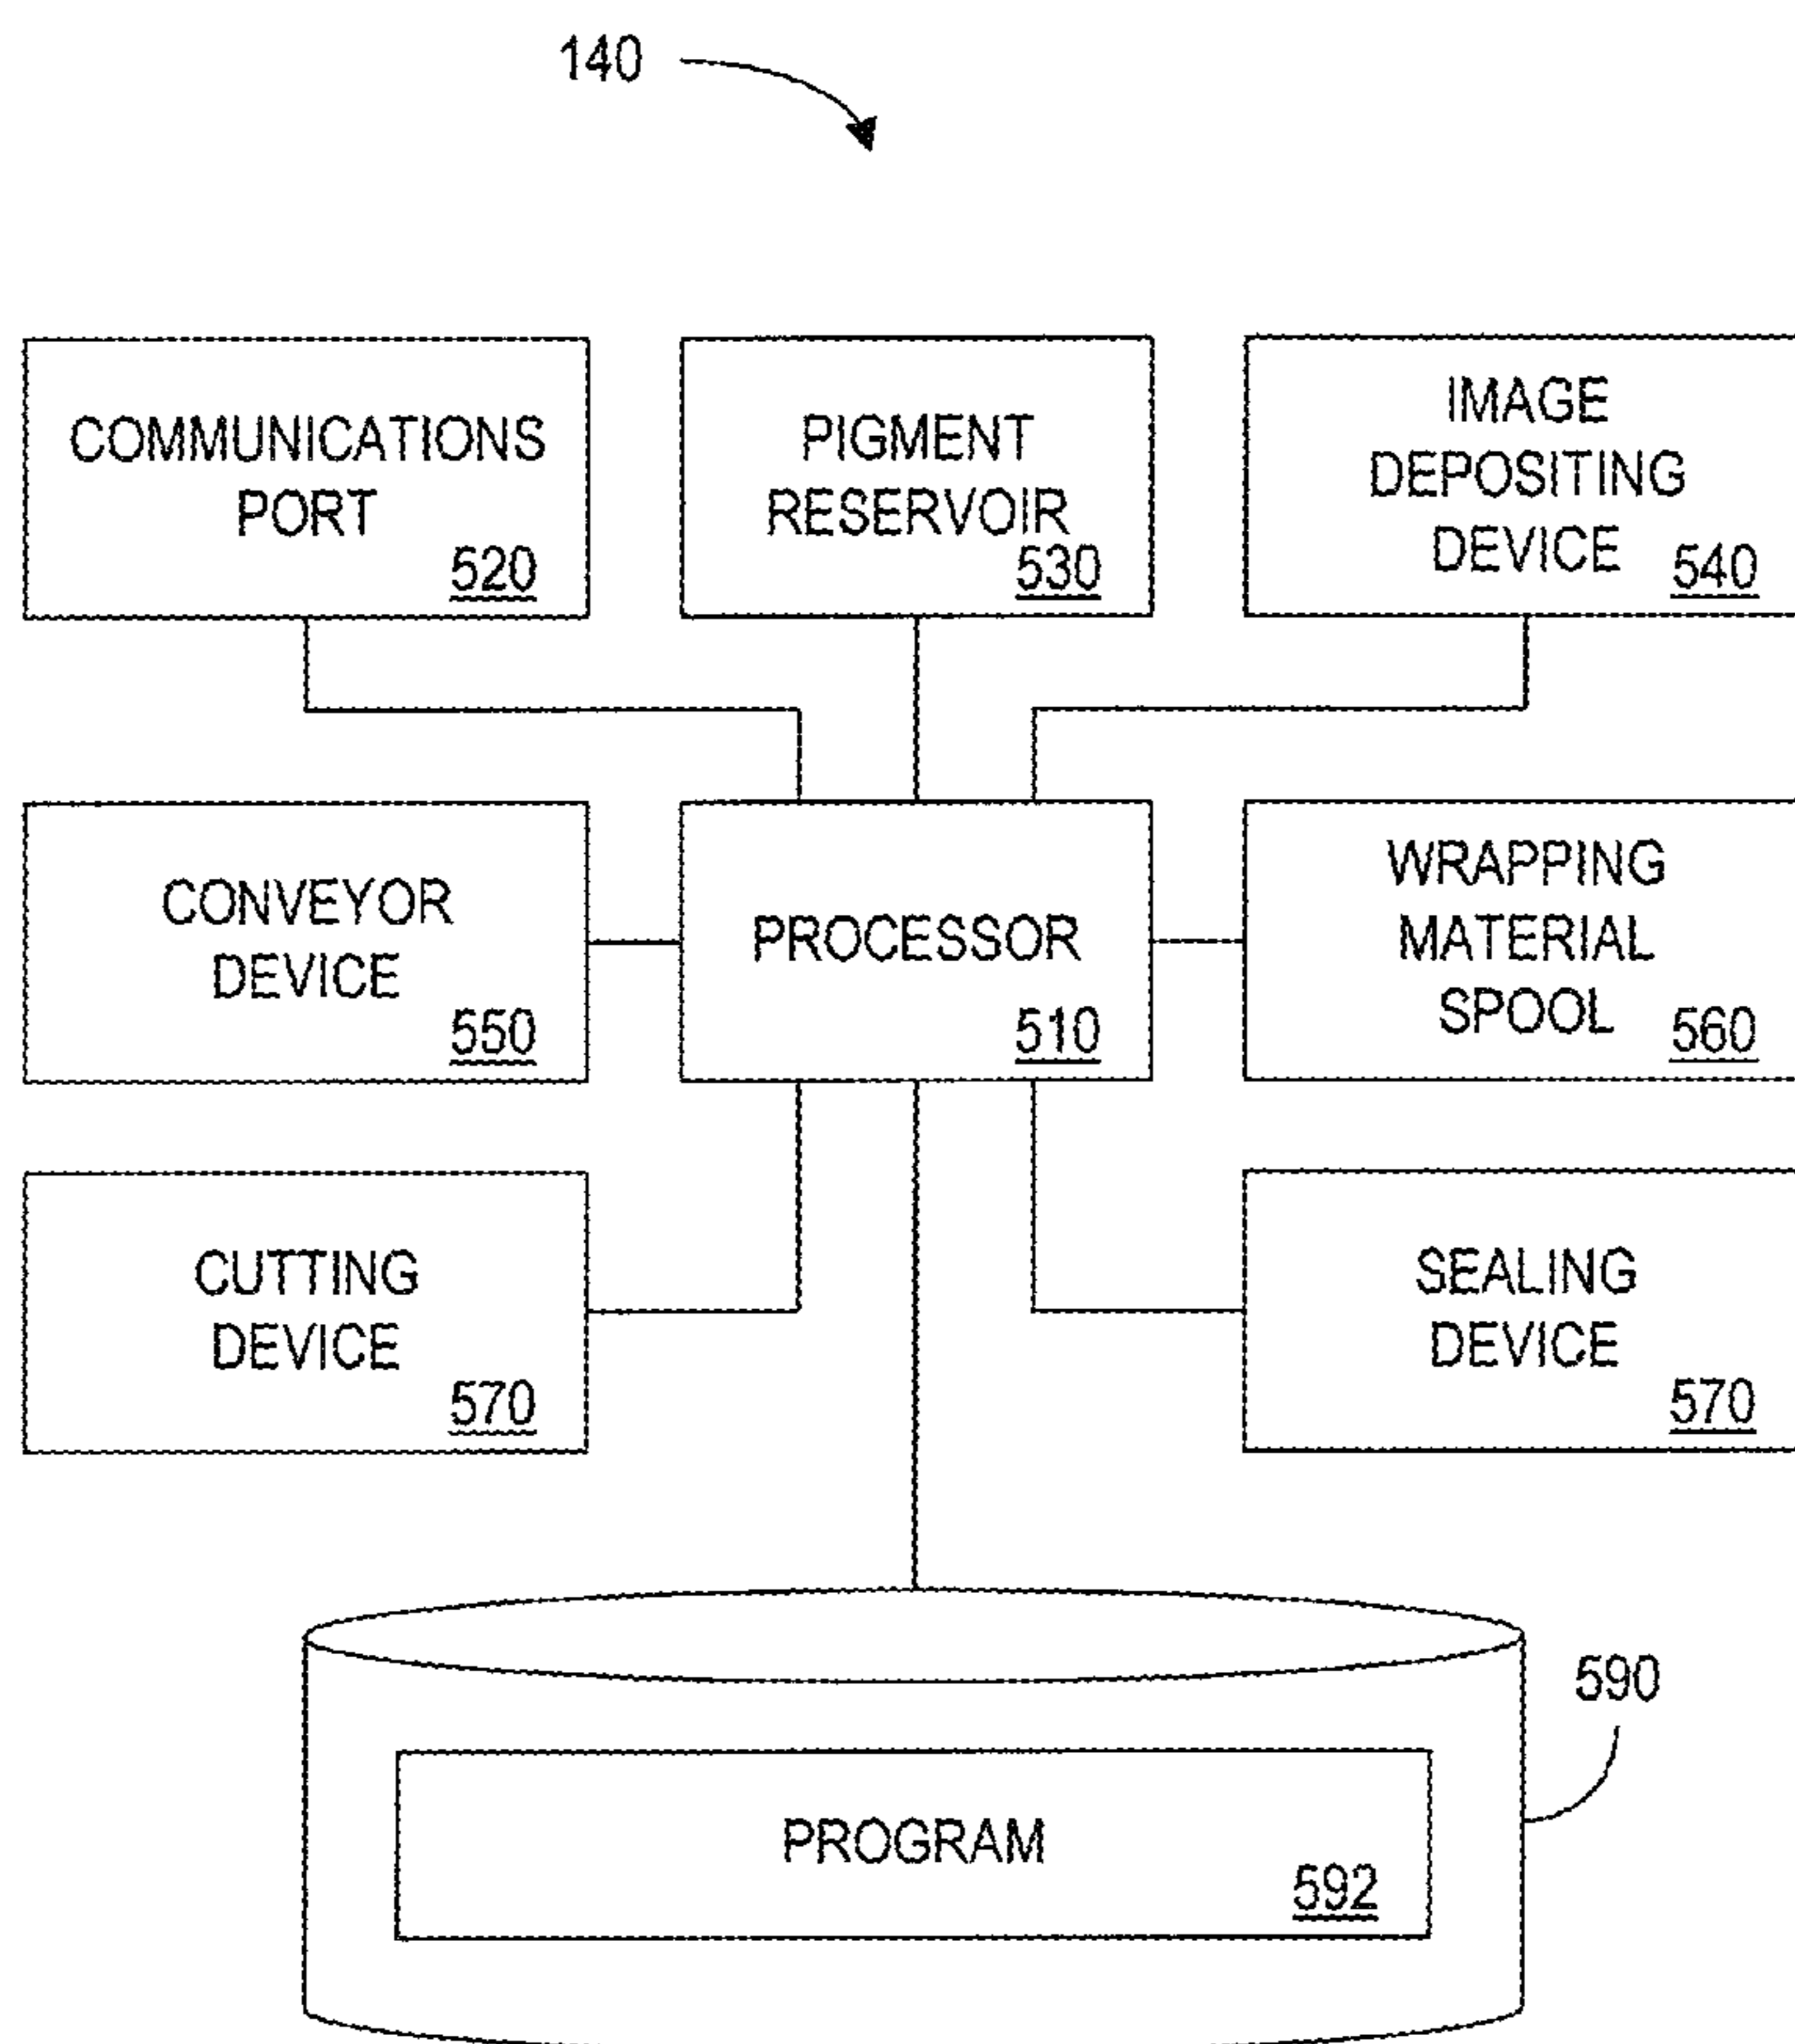 140
COMMUNICATIONS
PORT
520
PIGMENT
RESERVOIR
530
IMAGE
DEPOSITING
DEVICE
540
CONVEYOR
DEVICE
550
PROCESSOR
510
WRAPPING
MATERIAL
SPOOL
560
CUTTING
DEVICE
570
SEALING
DEVICE
570
590
PROGRAM
592